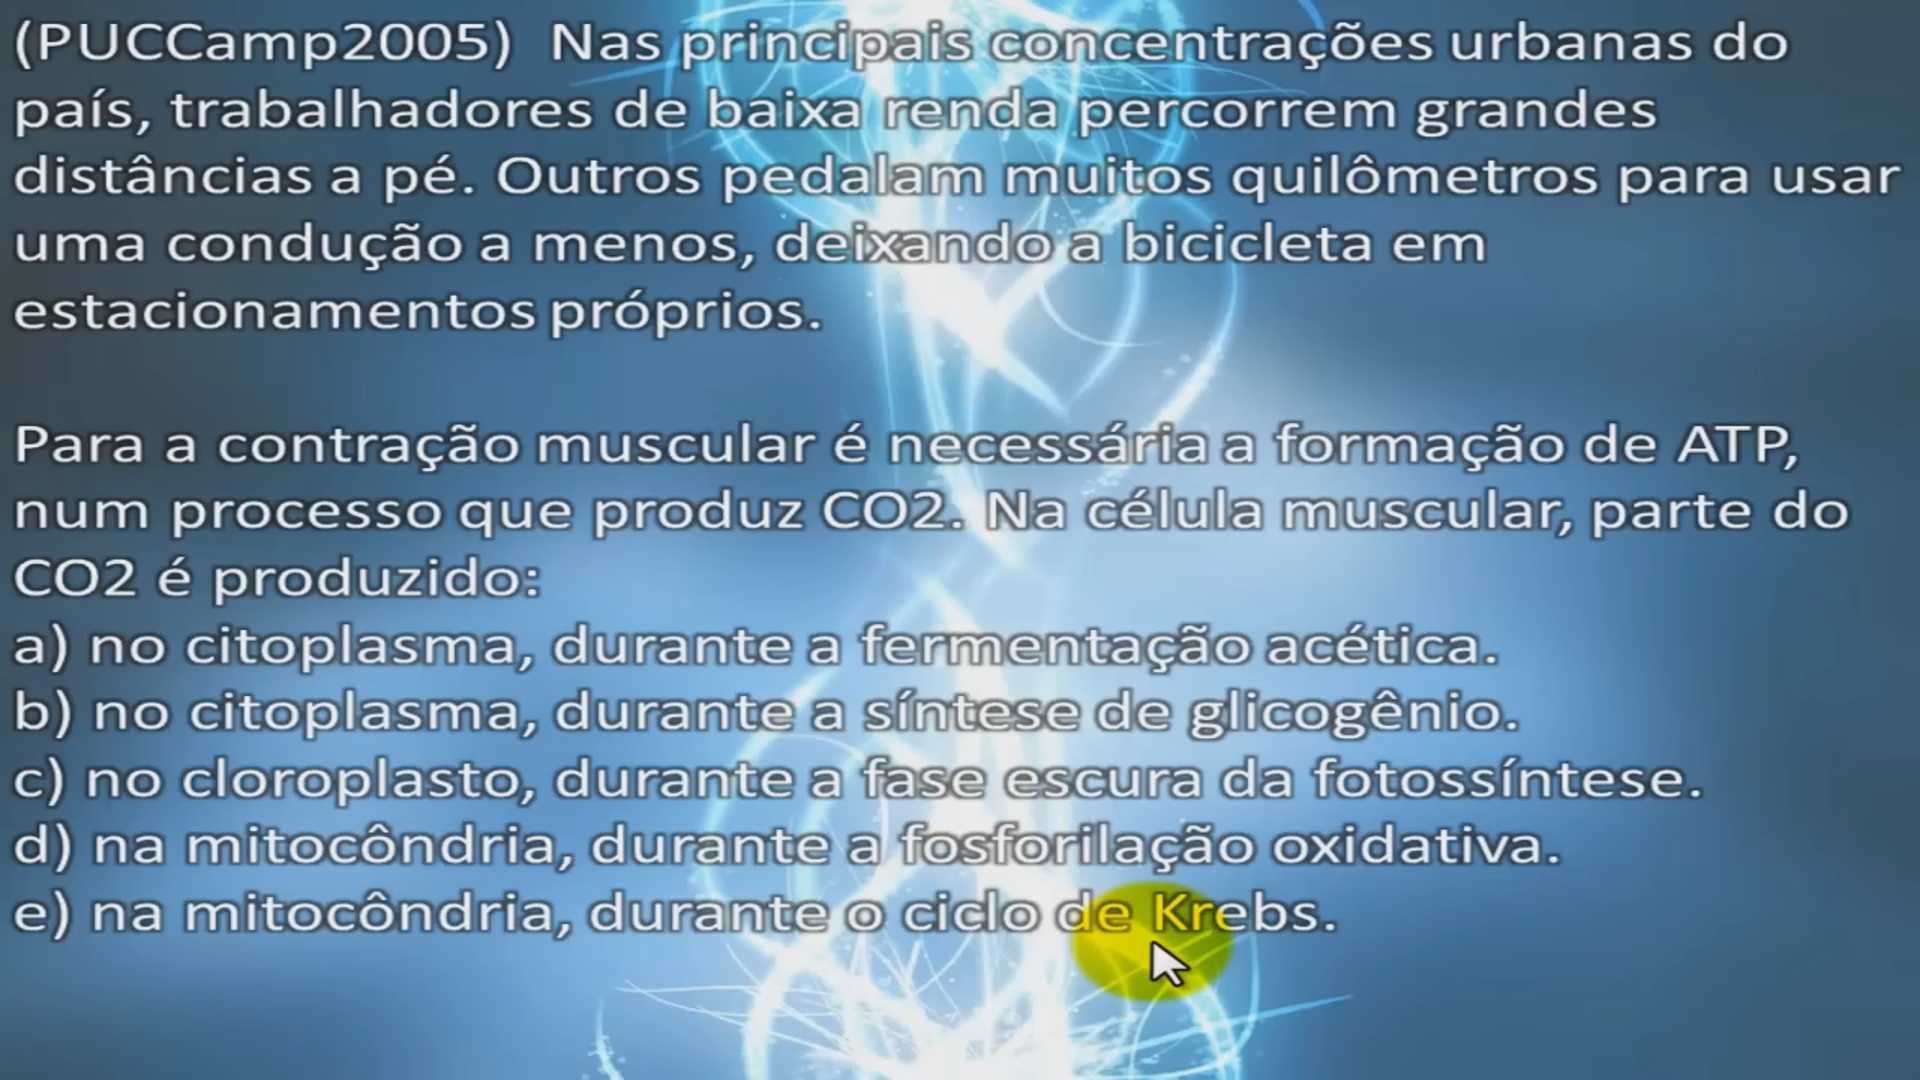 (PUCCamp2005) Nas principais concentrações urbanas do
país, trabalhadores de baixa renda percorrem grandes
distâncias a pé. Outros pedalam muitos quilômetros para usar
uma condução a menos, deixando a bicicleta em
estacionamentos próprios.
Para a contração muscular é necessária a formação de ATP,
num processo que produz CO2. Na célula muscular, parte do
CO2 é produzido:
a) no citoplasma, durante a fermentação acética.
b) no citoplasma, durante a síntese de glicogênio.
c) no cloroplasto, durante a fase escura da fotossíntese.
d) na mitocôndria, durante a fosforilação oxidativa.
e) na mitocôndria, durante o ciclo de Krebs.